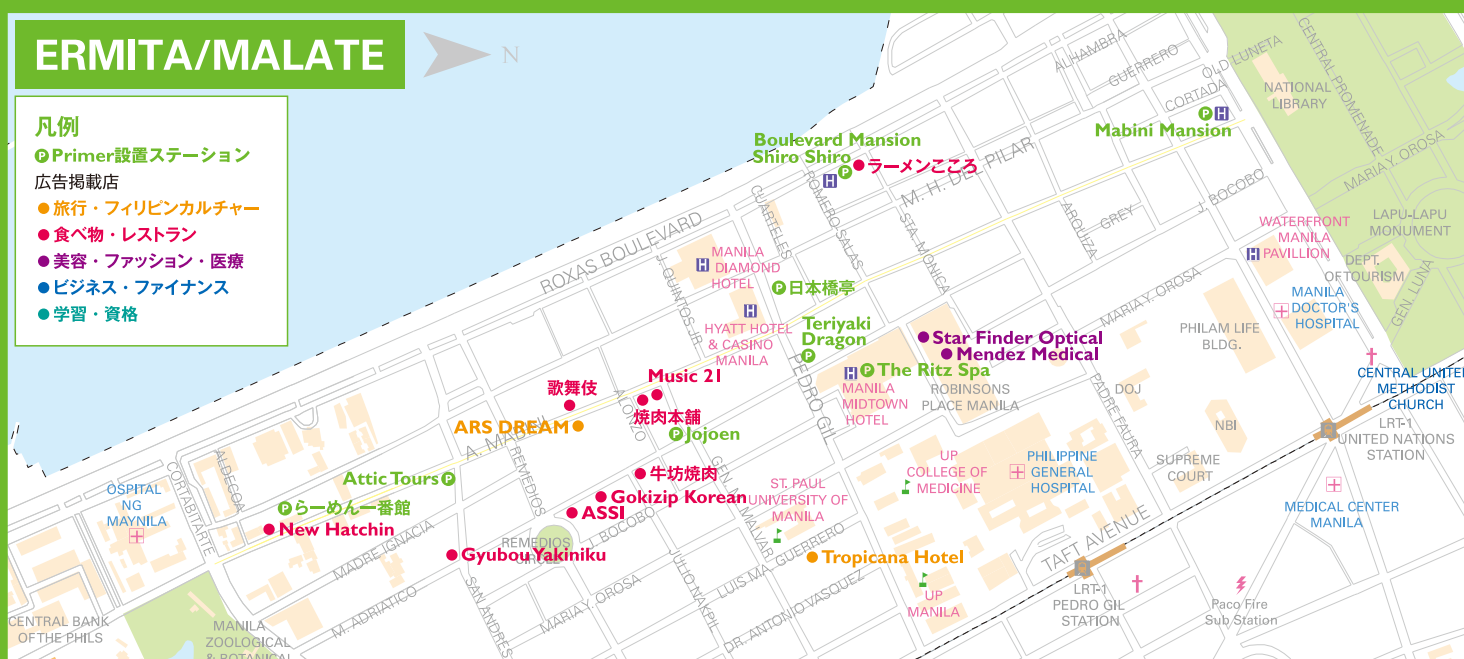 ERMITA/MALATE
N
凡例
P Primer設置ステーション
広告掲載店
●旅行・フィリピンカルチャー
●食べ物・レストラン
●美容・ファッション・医療
●ビジネス・ファイナンス
●学習・資格
ALHAMBRA
GUERRERO
OLD LUNETA
CORTADA
CENTRAL PROMENADE
NATIONAL
LIBRARY
P H
Mabini Mansion
MARIA Y. OROSA
Boulevard Mansion
Shiro Shiro P
H
ラーメンこころ
M. H. DEL PILAR
ROMERO SALAS
CUARTELES
STA. MONICA
ARQUIZA
GREY
J. BOCOBO
LAPU-LAPU
MONUMENT
WATERFRONT
MANILA
H PAVILLION
DEPT.
OF TOURISM
GEN. LUNA
MANILA
DOCTOR'S
HOSPITAL
ROXAS BOULEVARD
J. QUINTOS JR.
H MANILA
DIAMOND
HOTEL
P 日本橋亭
MARIA Y. OROSA
H
HYATT HOTEL
& CASINO
MANILA
Teriyaki
Dragon
P
PEDRO GIL
Star Finder Optical
Mendez Medical
PHILAM LIFE
BLDG.
H P The Ritz Spa
MANILA
MIDTOWN
HOTEL
ROBINSONS
PLACE MANILA
PADRE FAURA
DOJ
NBI
CENTRAL UNITE
METHODIST
CHURCH
LRT-1
UNITED NATIONS
STATION
R
歌舞伎
Music 21
焼肉本舗
ARS DREAM
A. MABINI
ALONZO
P Jojoen
REMEDIOS
GEN. MALVAR
牛坊焼肉
Gokizip Korean
ASSI
J. BOCOBO
ST. PAUL
UNIVERSITY OF
MANILA
UP
COLLEGE OF
MEDICINE
PHILIPPINE
GENERAL
HOSPITAL
SUPREME
COURT
MEDICAL CENTER
MANILA
Attic Tours P
P らーめん一番館
New Hatchin
ALDECOA
CORTABITARTE
OSPITAL
NG
MAYNILA
MADRE IGNACIA
REMEDIOS
CIRCLE
Gyubou Yakiniku
LUIS MA. GUERRERO
Tropicana Hotel
TAFT AVENUE
R
LRT-1
PEDRO GIL
STATION
UP
MANILA
Paco Fire
Sub Station
M. ADRIATICO
SAN ANDRES
MARIA Y. OROSA
JULIO NAKPIL
DR. ANTONIO VASQUEZ
CENTRAL BANK
OF THE PHILS
MANILA
ZOOLOGICAL
& BOTANICAL